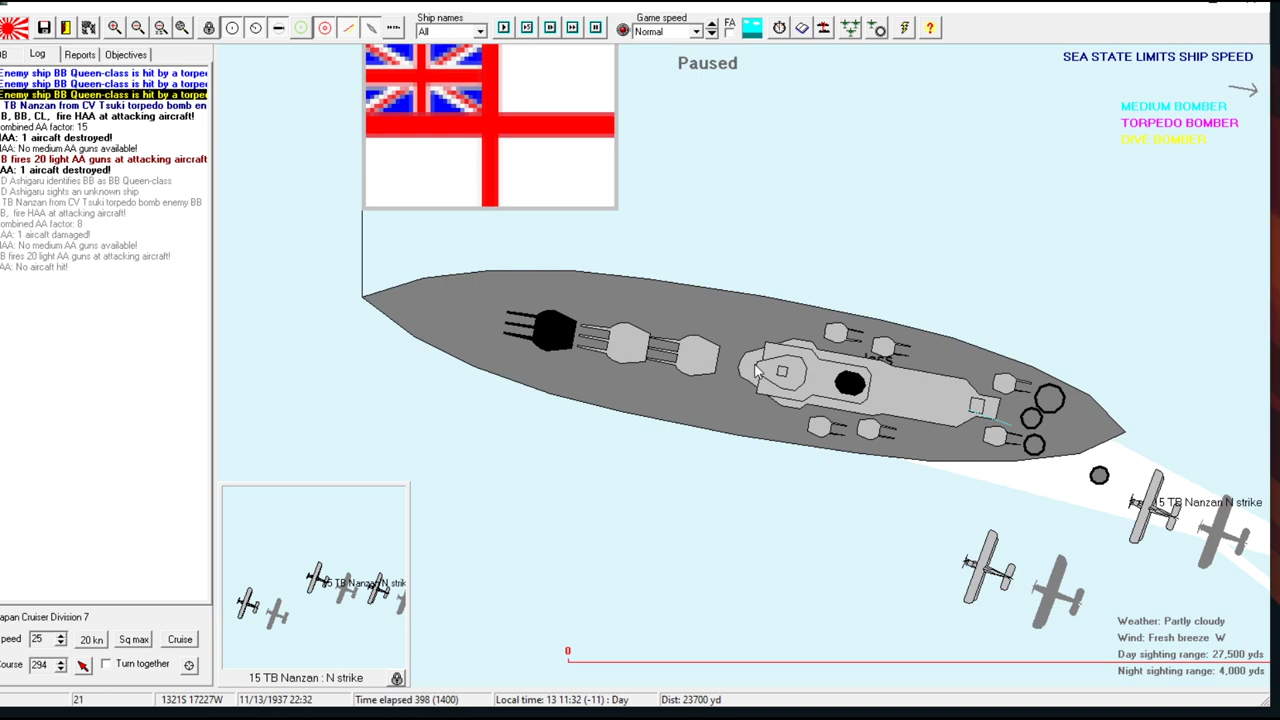 Ship names
All
Game speed
Normal
FA
OB
Log
Reports
Objectives
Enemy ship BB Queen-class is hit by a torpe
Enemy ship BB Queen-class is hit by a torpe
Enemy ship BB Queen-class is hit by a torpe
TB Nanzan from CV Tsuki torpedo bomb en
B, BB, CL, fire HAA at attacking aircraft!
ombined AA factor: 15
HAA: 1 aircaft destroyed!
MAA: No medium AA guns available!
B fires 20 light AA guns at attacking aircraft
AA: 1 aircaft destroyed!
D Ashigaru identifies BB as BB Queen-class
D Ashigaru sights an unknown ship
TB Nanzan from CV Tsuki torpedo bomb enemy BB
B, fire HAA at attacking aircraft!
ombined AA factor: 8
AA: 1 aircaft damaged!
MAA: No medium AA guns available!
B fires 20 light AA guns at attacking aircraft!
AA: No aircaft hit!
Paused
SEA STATE LIMITS SHIP SPEED
MEDIUM BOMBER
TORPEDO BOMBER
DIVE BOMBER
15 TB Nanzan N strike
15 TB Nanzan N strik
15 TB Nanzan : N strike
0
Weather: Partly cloudy
Wind: Fresh breeze W
Day sighting range: 27,500 yds
Night sighting range: 4,000 yds
apan Cruiser Division 7
peed
25
20 kn
Sq max
Cruise
Course
294
Turn together
21
1321S 17227W
11/13/1937 22:32
Time elapsed 398 (1400)
Local time: 13 11:32 (-11) : Day
Dist: 23700 yd